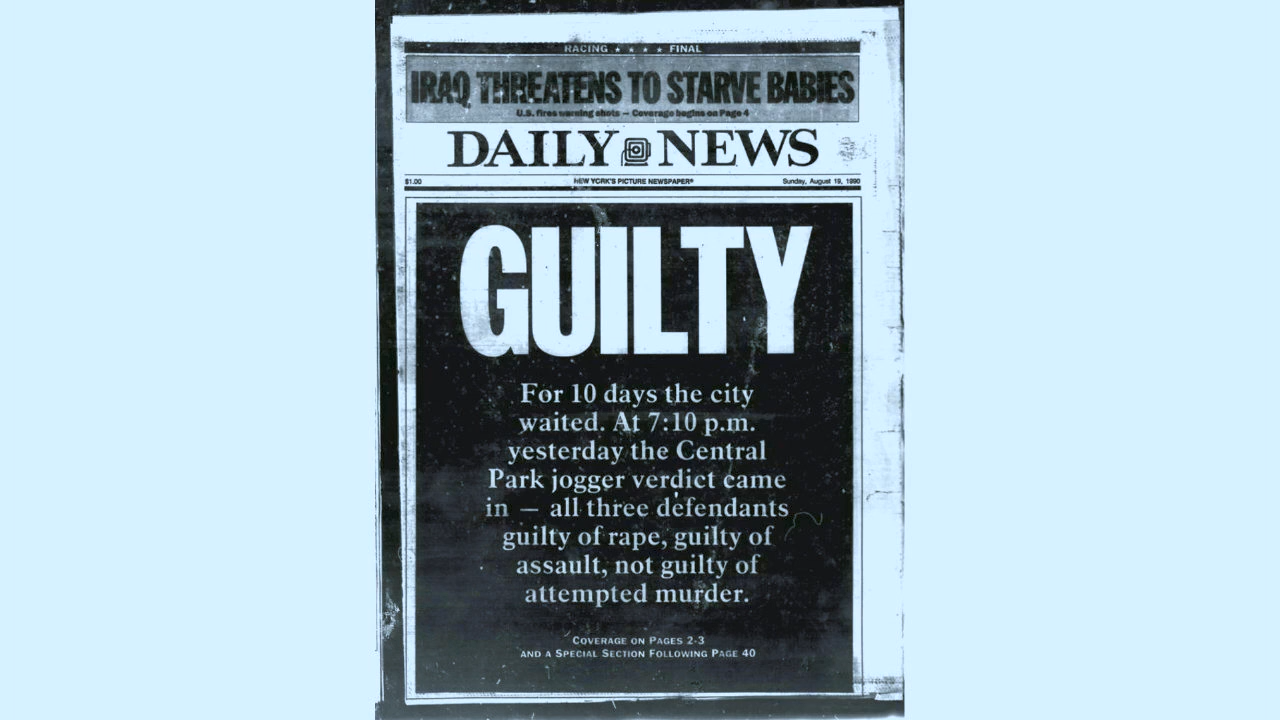 RACING ★ ★ ★ ★ FINAL
IRAQ THREATENS TO STARVE BABIES
U.S. fires warning shots — Coverage begins on Page 4
DAILY NEWS
$1.00 NEW YORK'S PICTURE NEWSPAPER® Sunday, August 19, 1990
GUILTY
For 10 days the city
waited. At 7:10 p.m.
yesterday the Central
Park jogger verdict came
in — all three defendants
guilty of rape, guilty of
assault, not guilty of
attempted murder.
COVERAGE ON PAGES 2-3
AND A SPECIAL SECTION FOLLOWING PAGE 40